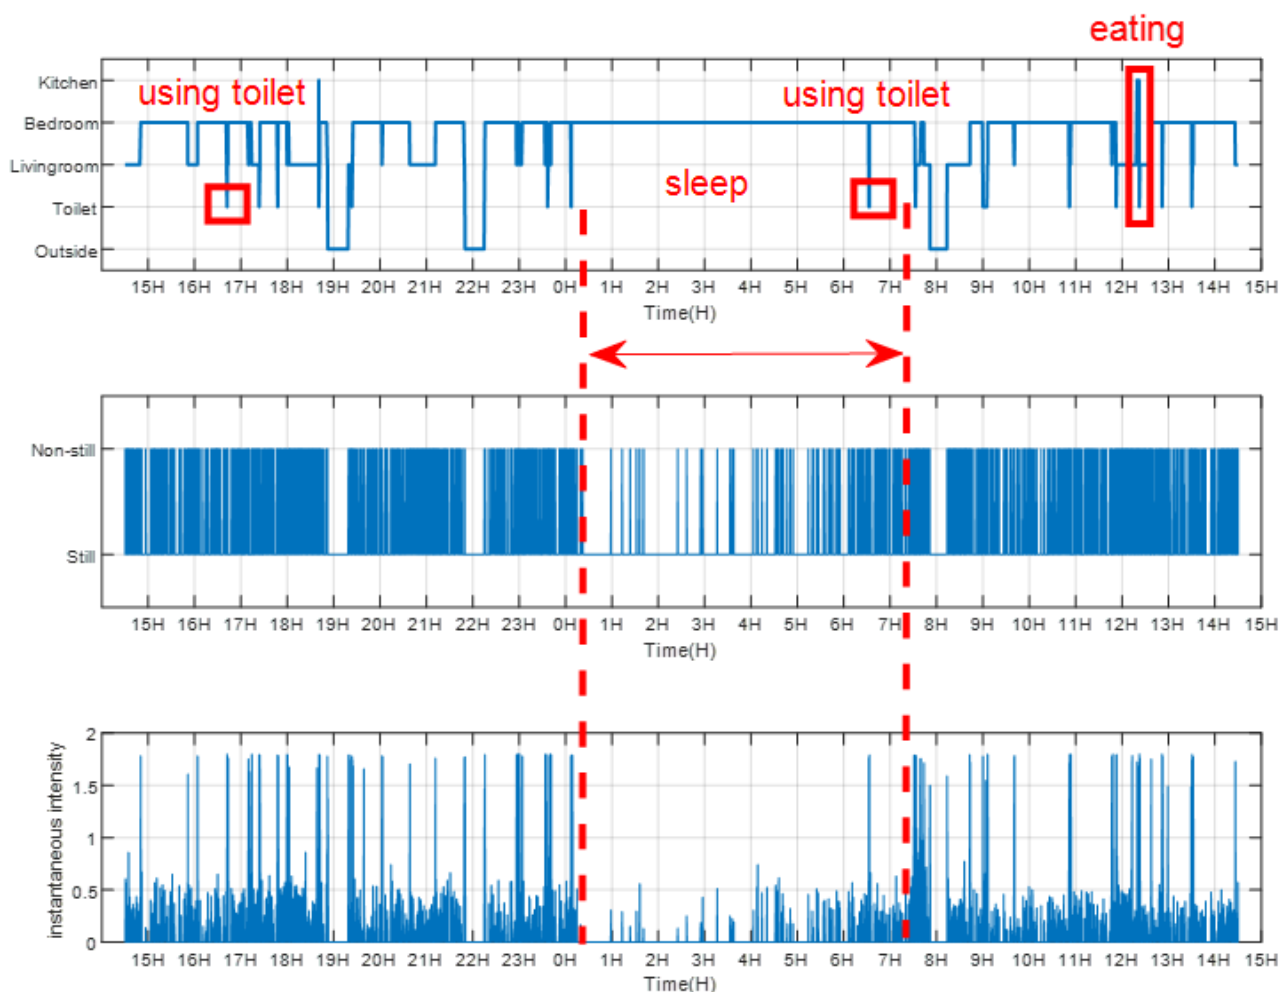 eating
using toilet
using toilet
sleep
Kitchen
Bedroom
Livingroom
Toilet
Outside
15H 16H 17H 18H 19H 20H 21H 22H 23H 0H 1H 2H 3H 4H 5H 6H 7H 8H 9H 10H 11H 12H 13H 14H 15H
Time(H)
Non-still
Still
15H 16H 17H 18H 19H 20H 21H 22H 23H 0H 1H 2H 3H 4H 5H 6H 7H 8H 9H 10H 11H 12H 13H 14H 15H
Time(H)
instantaneous intensity
2
1.5
1
0.5
0
15H 16H 17H 18H 19H 20H 21H 22H 23H 0H 1H 2H 3H 4H 5H 6H 7H 8H 9H 10H 11H 12H 13H 14H 15H
Time(H)